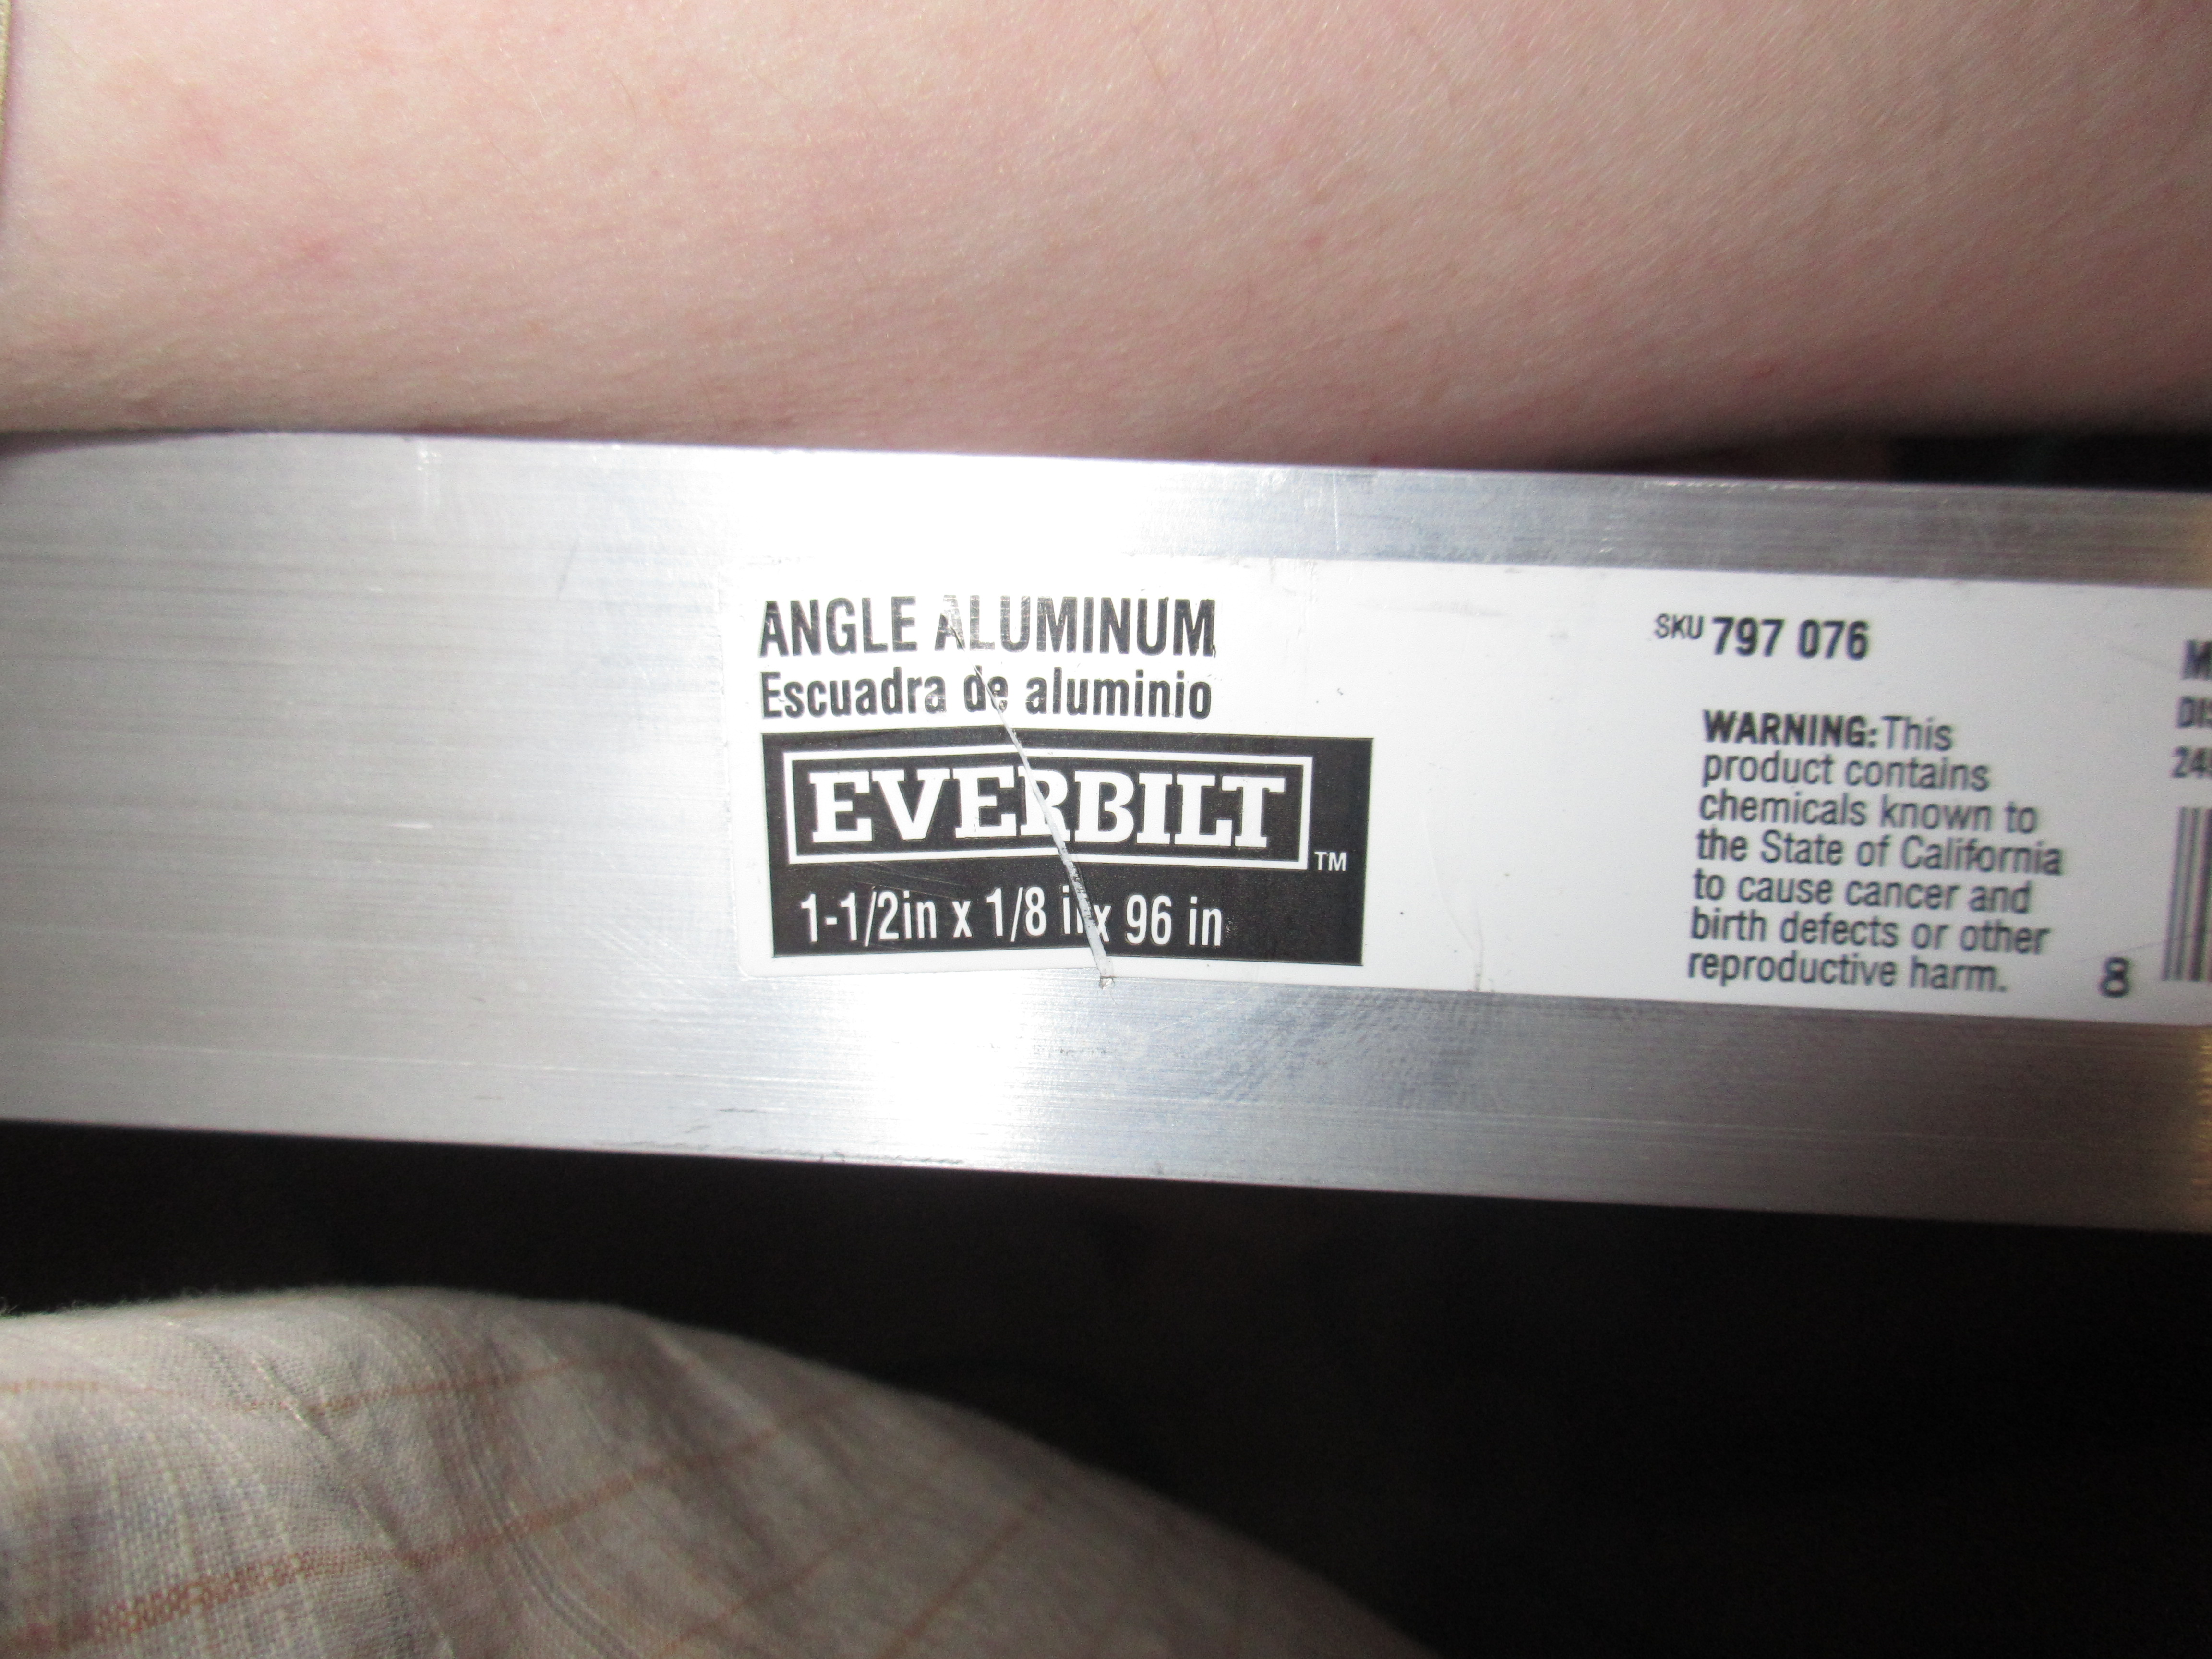 ANGLE ALUMINUM
Escuadra de aluminio
EVERBILT TM
1-1/2in x 1/8 in x 96 in
SKU 797 076
WARNING: This
product contains
chemicals known to
the State of California
to cause cancer and
birth defects or other
reproductive harm.
8